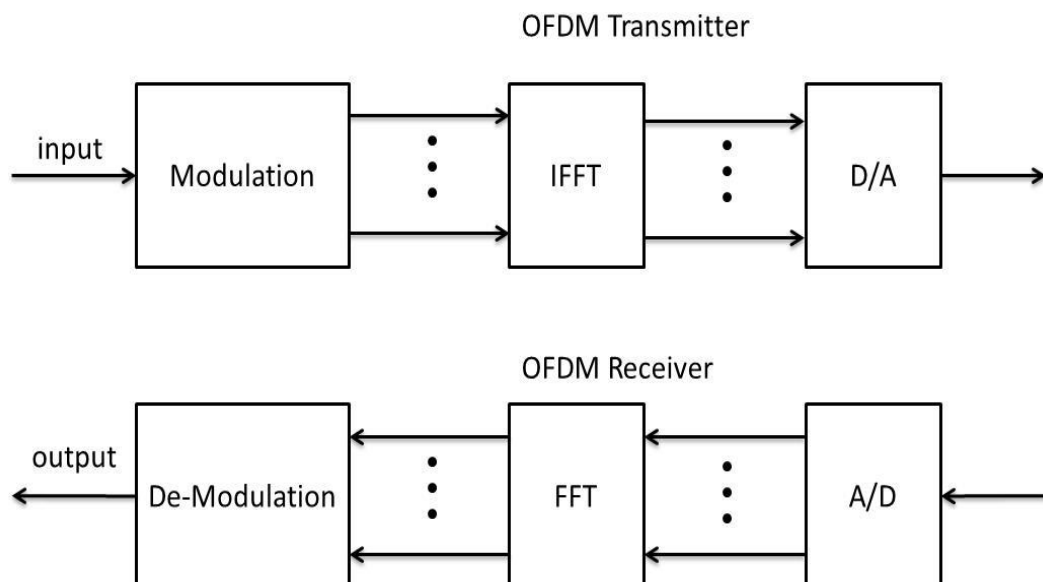 OFDM Transmitter
input
Modulation
IFFT
D/A
OFDM Receiver
output
De-Modulation
FFT
A/D